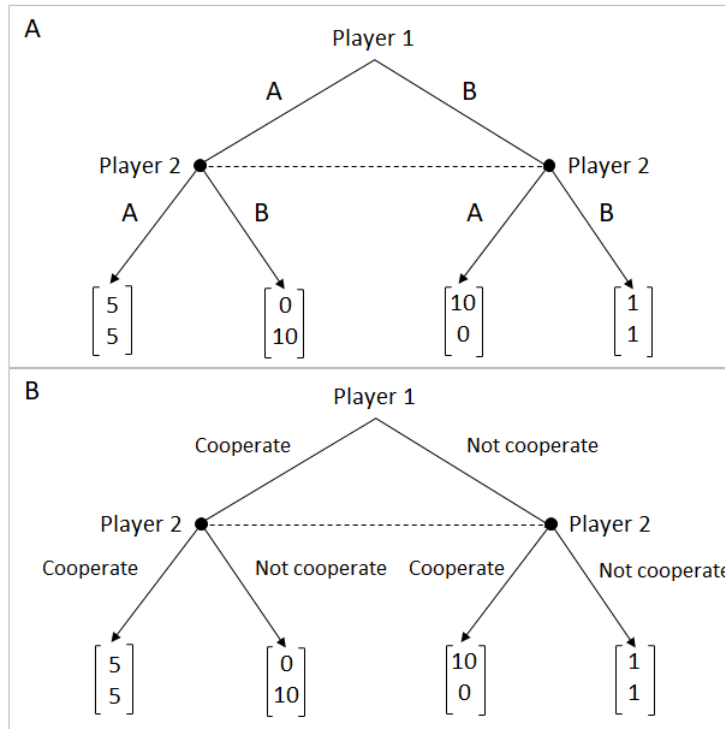 A
Player 1
A B
Player 2 Player 2
A B A B
5 0 10 1
5 10 0 1
B
Player 1
Cooperate Not cooperate
Player 2 Player 2
Cooperate Not cooperate Cooperate Not cooperate
5 0 10 1
5 10 0 1